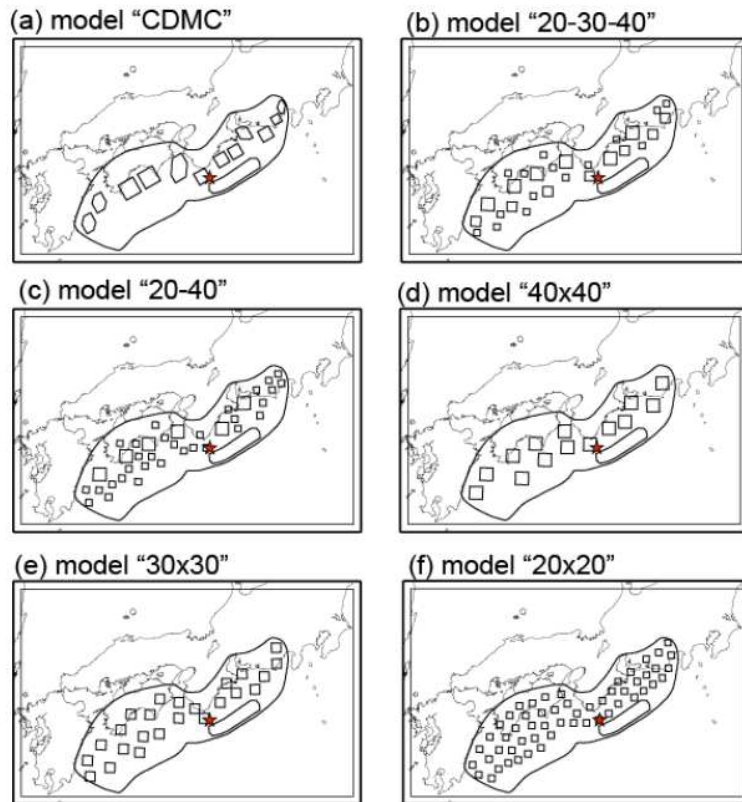 (a) model “CDMC”
(b) model “20-30-40”
(c) model “20-40”
(d) model “40x40”
(e) model “30x30”
(f) model “20x20”